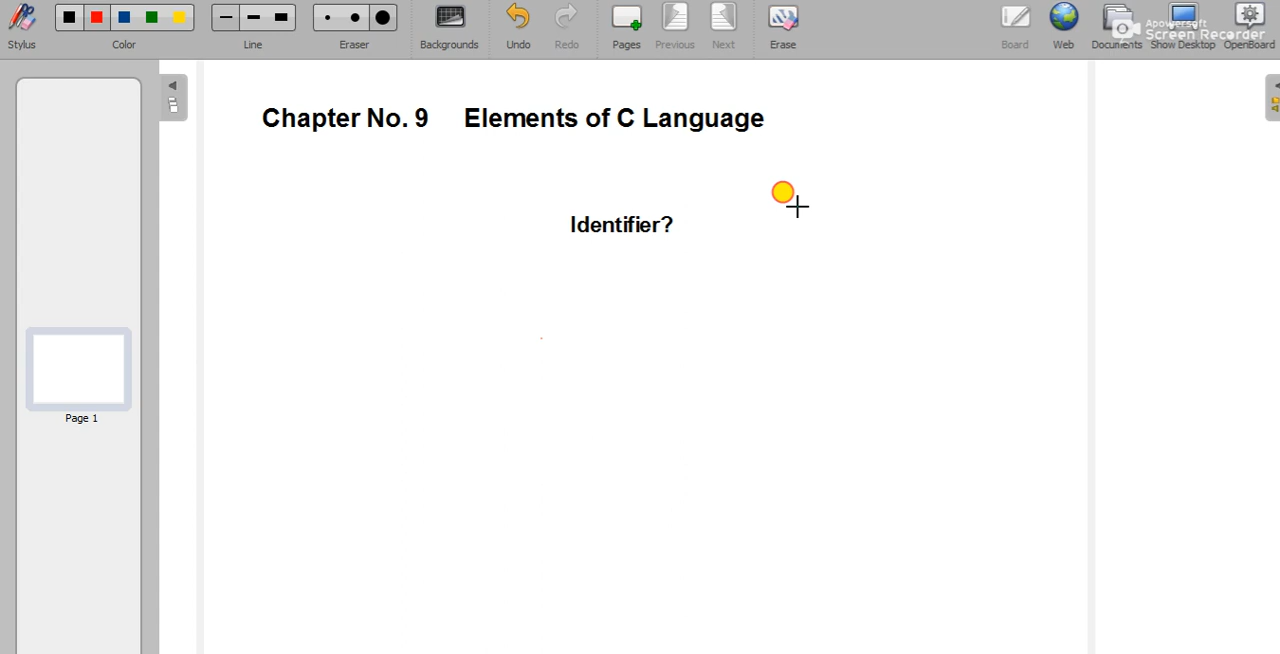 Stylus Color Line Eraser Backgrounds Undo Redo Pages Previous Next Erase Board Web Documents Show Desktop OpenBoard
Apowersoft
Screen Recorder
Chapter No. 9 Elements of C Language
Identifier?
Page 1